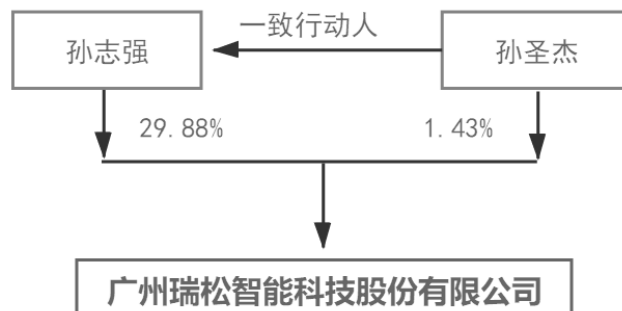 一致行动人
孙志强
孙圣杰
29.88%
1.43%
广州瑞松智能科技股份有限公司